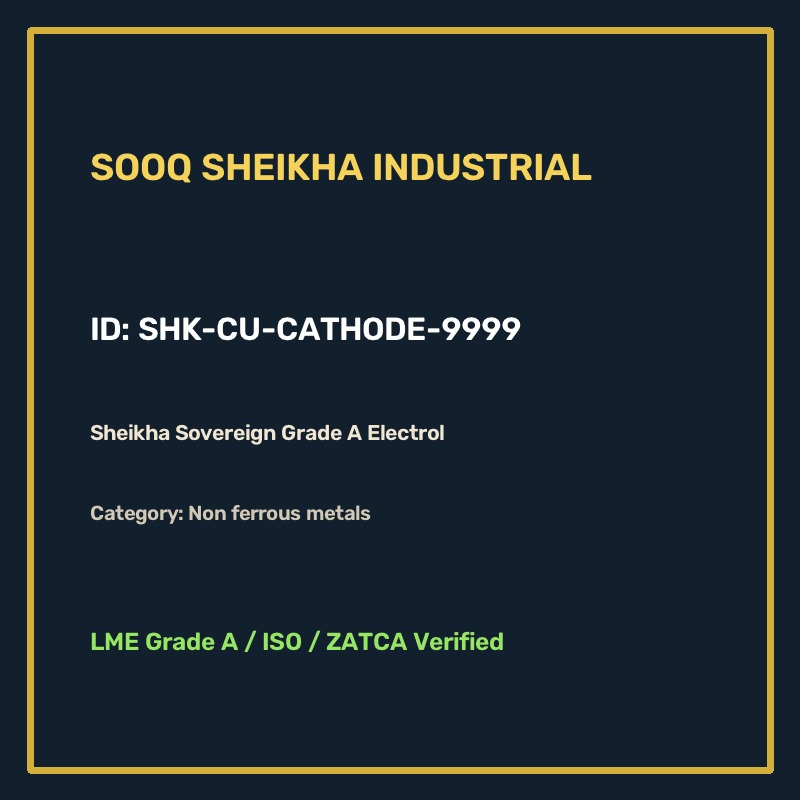 SOOQ SHEIKHA INDUSTRIAL
ID: SHK-CU-CATHODE-9999
Sheikha Sovereign Grade A Electrol
Category: Non ferrous metals
LME Grade A / ISO / ZATCA Verified